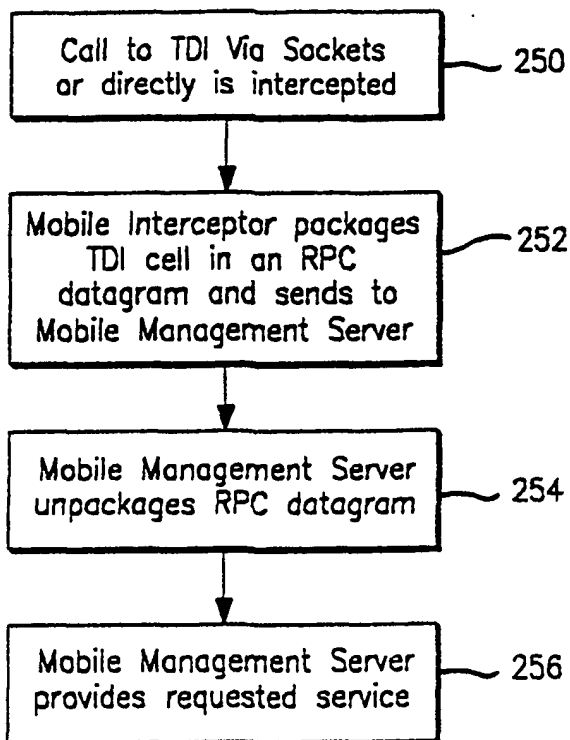 Call to TDI Via Sockets
or directly is intercepted
250
Mobile Interceptor packages
TDI cell in an RPC
datagram and sends to
Mobile Management Server
252
Mobile Management Server
unpackages RPC datagram
254
Mobile Management Server
provides requested service
256